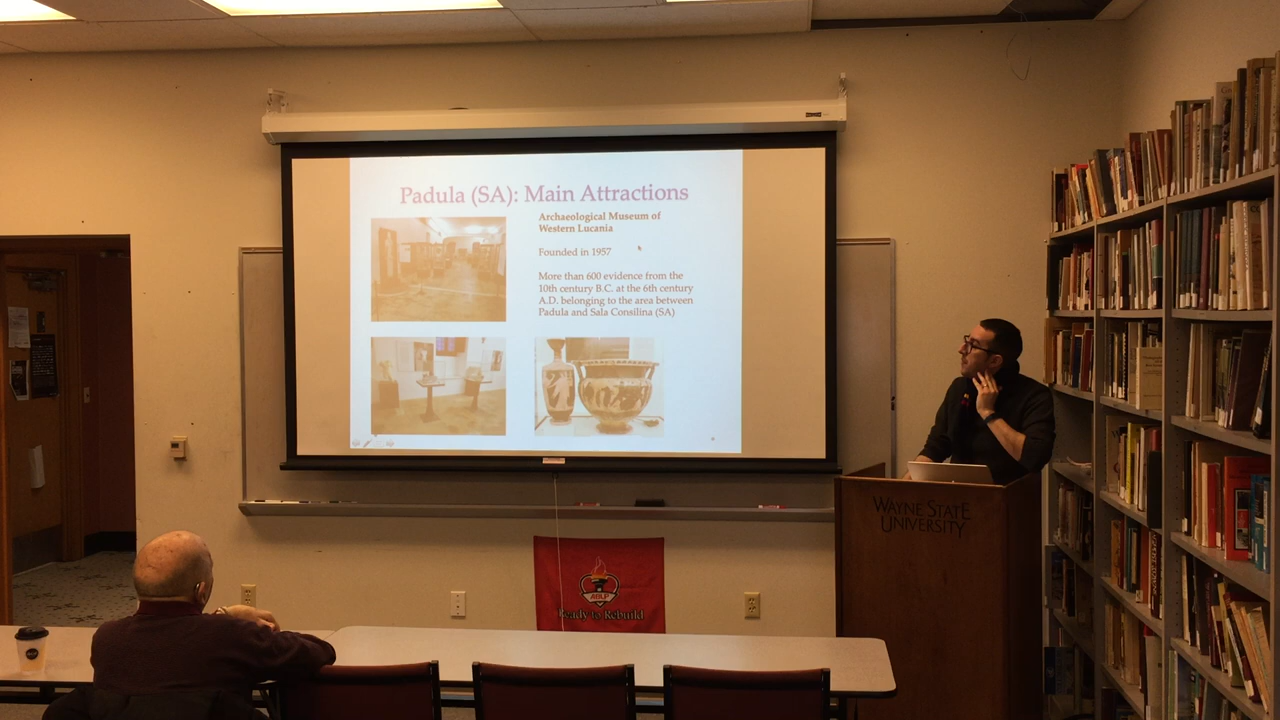 Padula (SA): Main Attractions
Archaeological Museum of
Western Lucania
Founded in 1957
More than 600 evidence from the
10th century B.C. at the 6th century
A.D. belonging to the area between
Padula and Sala Consilina (SA)
WAYNE STATE
UNIVERSITY
Ready to Rebuild